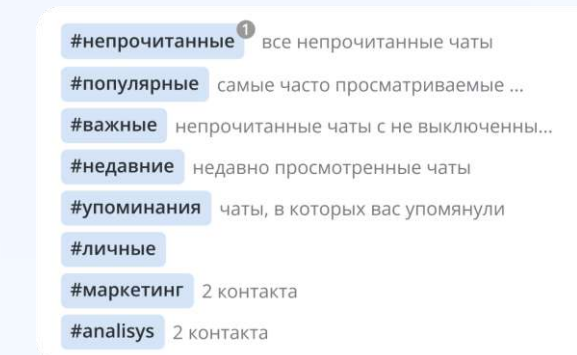 #непрочитанные 1 все непрочитанные чаты
#популярные самые часто просматриваемые ...
#важные непрочитанные чаты с не выключенны...
#недавние недавно просмотренные чаты
#упоминания чаты, в которых вас упомянули
#личные
#маркетинг 2 контакта
#analisys 2 контакта